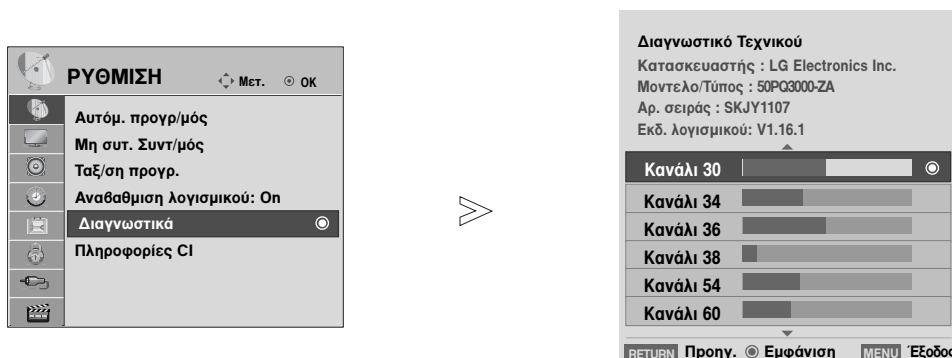 ΡΥΘΜΙΣΗ Μετ. OK
Αυτόμ. προγρ/μός
Μη συτ. Συντ/μός
Ταξ/ση προγρ.
Αναβαθμιση λογισμικού: On
Διαγνωστικά
Πληροφορίες CI
Διαγνωστικό Τεχνικού
Κατασκευαστής : LG Electronics Inc.
Μοντελο/Τύπος : 50PQ3000-ZA
Αρ. σειράς : SKJY1107
Εκδ. λογισμικού: V1.16.1
Κανάλι 30
Κανάλι 34
Κανάλι 36
Κανάλι 38
Κανάλι 54
Κανάλι 60
RETURN Προηγ. Εμφάνιση MENU Έξοδος